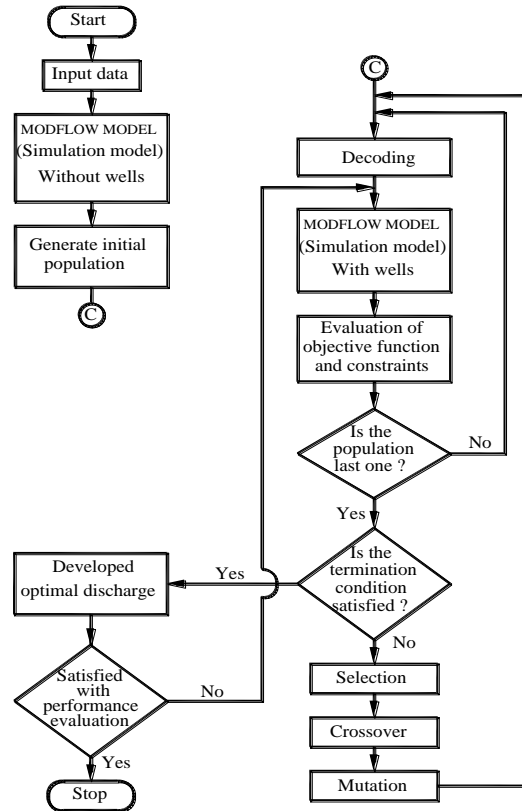 Start
Input data
MODFLOW MODEL
(Simulation model)
Without wells
Generate initial
population
C
C
Decoding
MODFLOW MODEL
(Simulation model)
With wells
Evaluation of
objective function
and constraints
Is the
population
last one ?
No
Yes
Is the
termination
condition
satisfied ?
Yes
No
Developed
optimal discharge
Satisfied
with
performance
evaluation
No
Yes
Stop
Selection
Crossover
Mutation